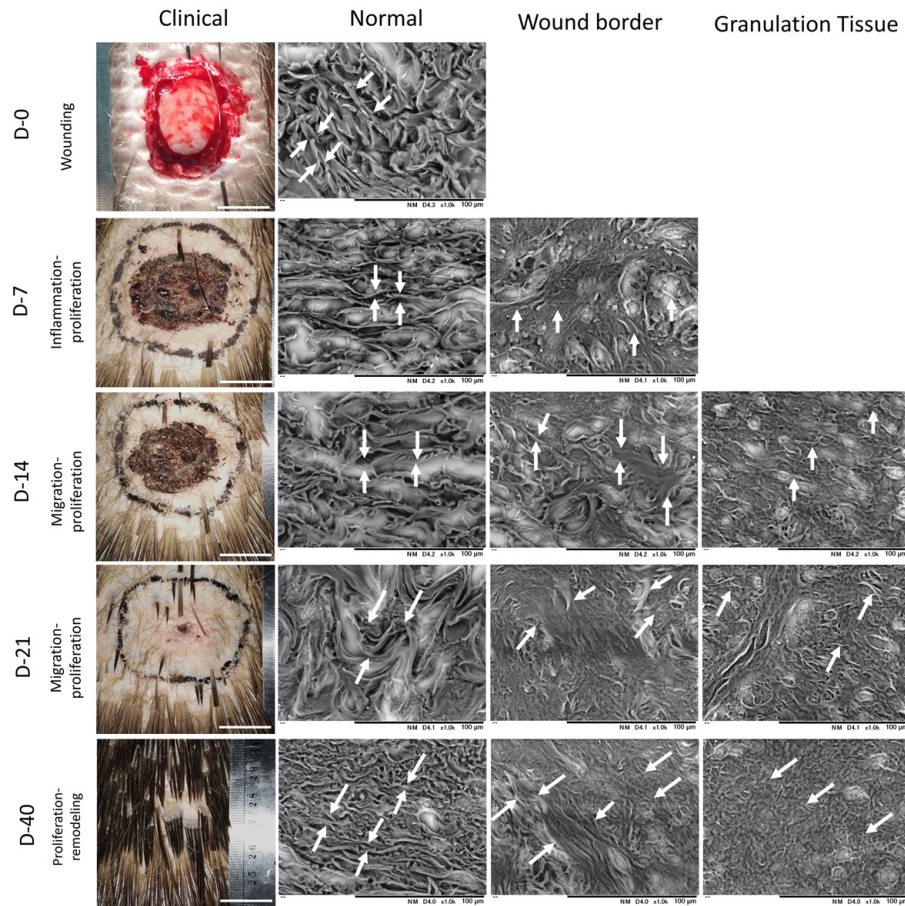 Clinical Normal Wound border Granulation Tissue
D-0
Wounding
NM D4.3 x1.0k 100 µm
D-7
Inflammation-
proliferation
NM D4.2 x1.0k 100 µm
NM D4.1 x1.0k 100 µm
D-14
Migration-
proliferation
NM D4.2 x1.0k 100 µm
NM D4.2 x1.0k 100 µm
NM D4.2 x1.0k 100 µm
D-21
Migration-
proliferation
NM D4.1 x1.0k 100 µm
NM D4.1 x1.0k 100 µm
NM D4.1 x1.0k 100 µm
D-40
Proliferation-
remodeling
NM D4.0 x1.0k 100 µm
NM D4.0 x1.0k 100 µm
NM D4.0 x1.0k 100 µm